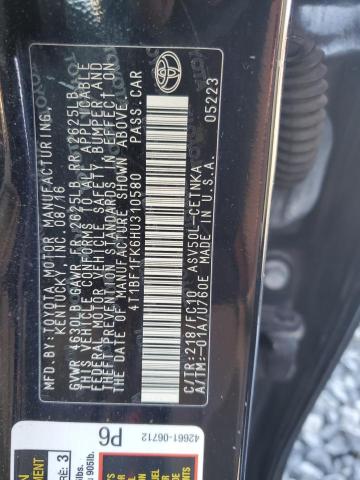 MFD. BY: TOYOTA MOTOR MANUFACTURING,
KENTUCKY, INC. 08/16
GVWR 4630LB GAWR FR 2625LB RR 2625LB
THIS VEHICLE CONFORMS TO ALL APPLICABLE
FEDERAL MOTOR VEHICLE SAFETY, BUMPER AND
THEFT PREVENTION STANDARDS IN EFFECT ON
THE DATE OF MANUFACTURE SHOWN ABOVE.
4T1BF1FK6HU310580 PASS.CAR
C/TR:218/FC10 ASV50L-CETNKA
A/TM:-01A/U760E MADE IN U.S.A. 05223
P6
42661-06712